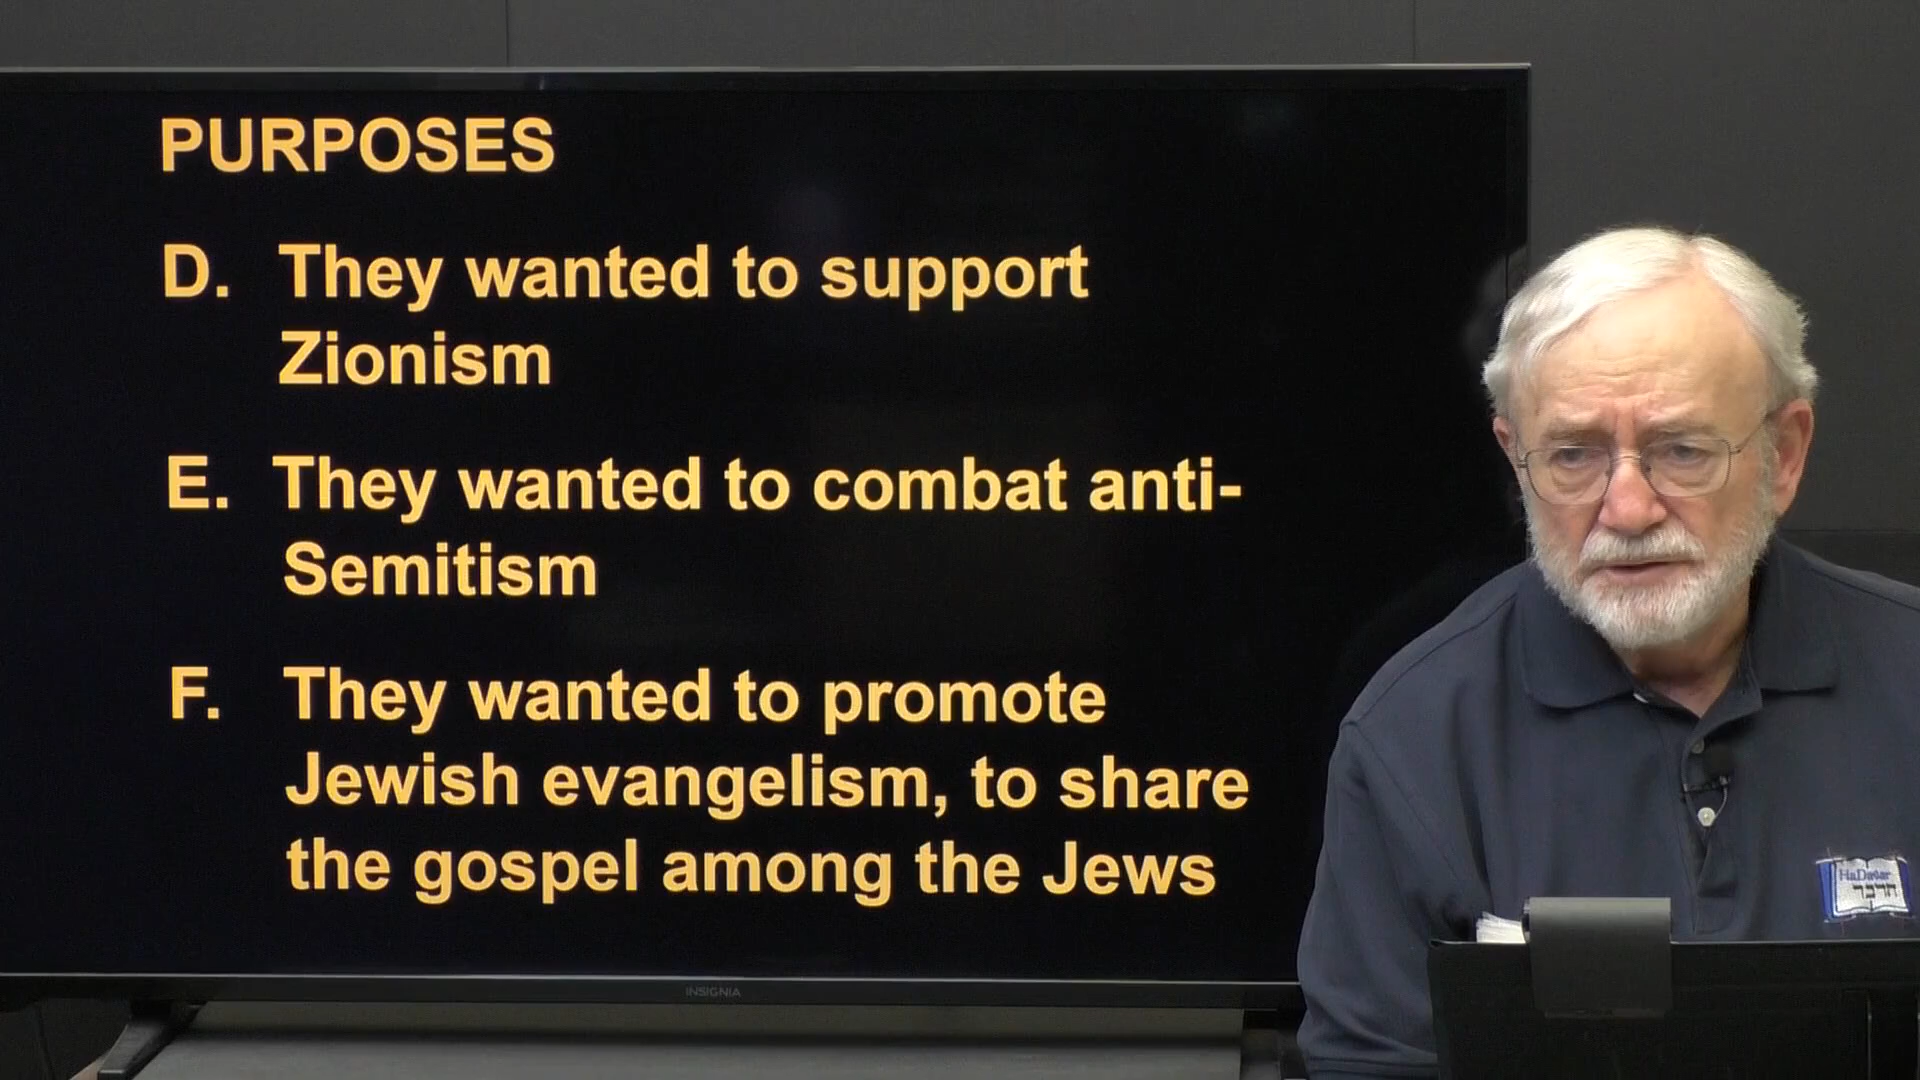 PURPOSES
D. They wanted to support
Zionism
E. They wanted to combat anti-
Semitism
F. They wanted to promote
Jewish evangelism, to share
the gospel among the Jews
INSIGNIA
HaDavar
הדבר